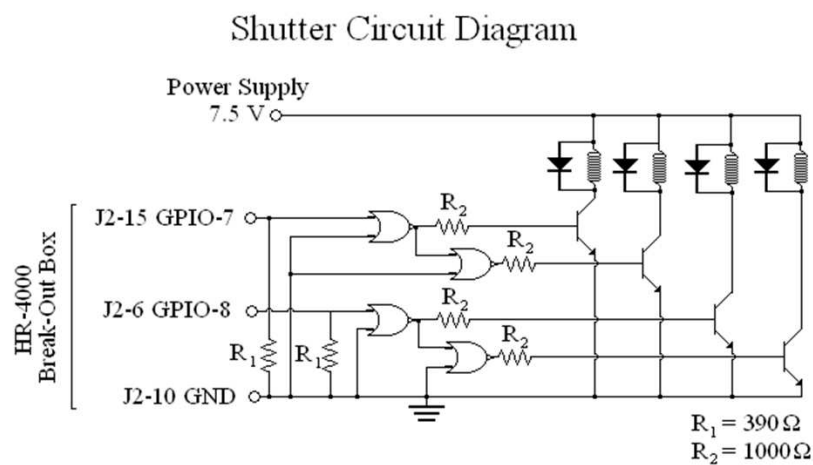 Shutter Circuit Diagram
Power Supply
7.5 V
HR-4000
Break-Out Box
J2-15 GPIO-7
R2
R2
J2-6 GPIO-8
R2
R2
R1
R1
J2-10 GND
R1 = 390 Ω
R2 = 1000 Ω